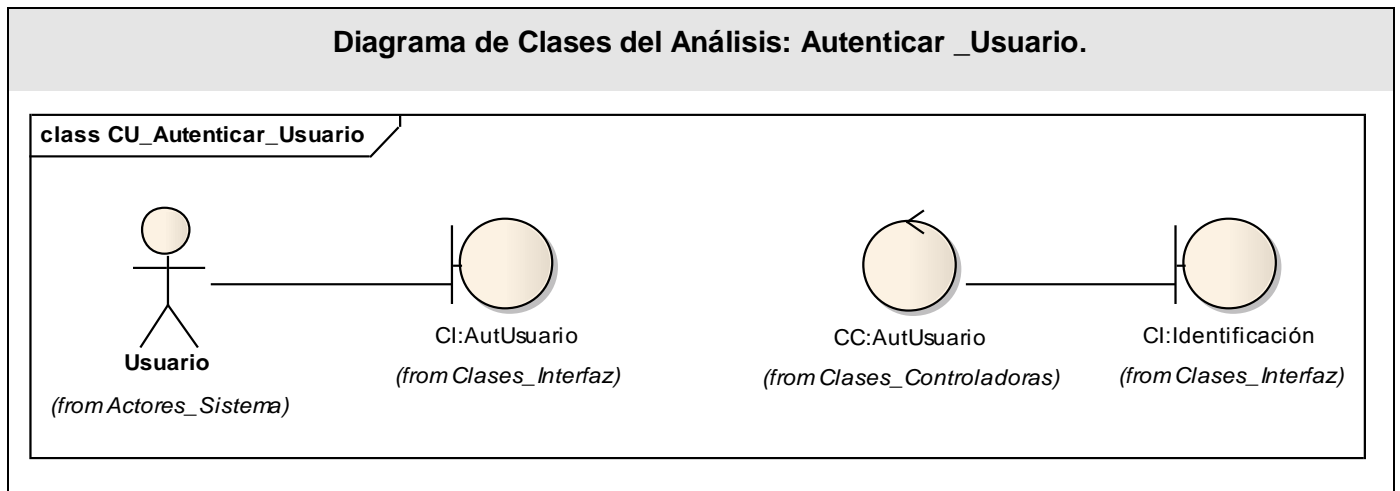 Diagrama de Clases del Análisis: Autenticar _Usuario.
class CU_Autenticar_Usuario
Usuario
(from Actores_Sistema)
CI:AutUsuario
(from Clases_Interfaz)
CC:AutUsuario
(from Clases_Controladoras)
CI:Identificación
(from Clases_Interfaz)